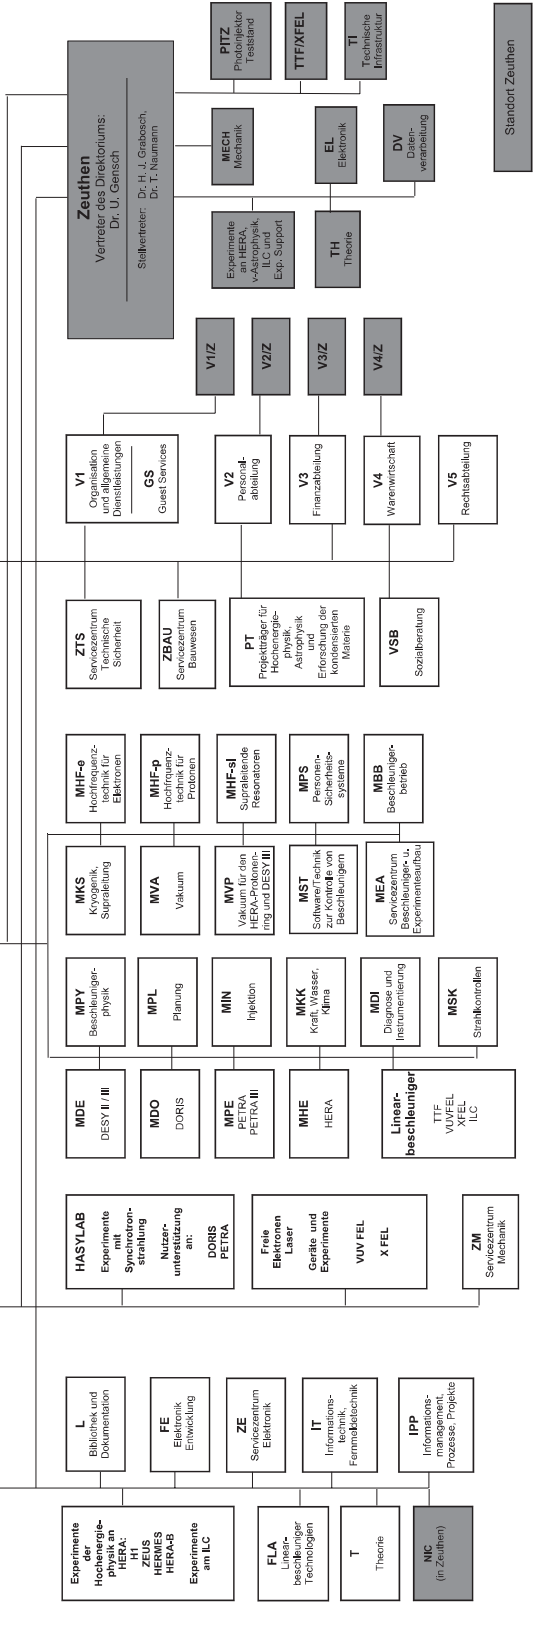 Experimente
der
Hochenergie-
physik an
HERA:
H1
ZEUS
HERMES
HERA-B
Experimente
am ILC
FLA
Linear-
beschleuniger
Technologien
T
Theorie
NIC
(in Zeuthen)
L
Bibliothek und
Dokumentation
FE
Elektronik
Entwicklung
ZE
Servicezentrum
Elektronik
IT
Informations-
technik,
Fernmeldetechnik
IPP
Informations-
management,
Prozesse, Projekte
HASYLAB
Experimente
mit
Synchrotron-
strahlung
Nutzer-
unterstützung
an:
DORIS
PETRA
Freie
Elektronen
Laser
Geräte und
Experimente
VUV FEL
X FEL
ZM
Servicezentrum
Mechanik
MDE
DESY II / III
MDO
DORIS
MPE
PETRA
PETRA III
MHE
HERA
Linear-
beschleuniger
TTF
VUVFEL
XFEL
ILC
MPY
Beschleuniger-
physik
MPL
Planung
MIN
Injektion
MKK
Kraft, Wasser,
Klima
MDI
Diagnose und
Instrumentierung
MSK
Strahlkontrollen
MKS
Kryogenik,
Supraleitung
MVA
Vakuum
MVP
Vakuum für den
HERA-Protonen-
ring und DESY III
MST
Software/Technik
zur Kontrolle von
Beschleunigern
MEA
Servicezentrum
Beschleuniger- u.
Experimenteaufbau
MHF-e
Hochfrequenz-
technik für
Elektronen
MHF-p
Hochfrequenz-
technik für
Protonen
MHF-sl
Supraleitende
Resonatoren
MPS
Personen-
Sicherheits-
systeme
MBB
Beschleuniger-
betrieb
ZTS
Servicezentrum
Technische
Sicherheit
ZBAU
Servicezentrum
Bauwesen
PT
Projektträger für
Hochenergie-
physik,
Astrophysik
und
Erforschung der
kondensierten
Materie
VSB
Sozialberatung
V1
Organisation
und allgemeine
Dienstleistungen
GS
Guest Services
V2
Personal-
abteilung
V3
Finanzabteilung
V4
Warenwirtschaft
V5
Rechtsabteilung
V1/Z
V2/Z
V3/Z
V4/Z
Zeuthen
Vertreter des Direktoriums:
Dr. U. Gensch
Stellvertreter: Dr. H. J. Grabosch,
Dr. T. Naumann
Experimente
an HERA,
ν-Astrophysik,
ILC und
Exp. Support
TH
Theorie
MECH
Mechanik
EL
Elektronik
DV
Daten-
verarbeitung
PITZ
Photoinjektor
Teststand
TTF/XFEL
TI
Technische
Infrastruktur
Standort Zeuthen